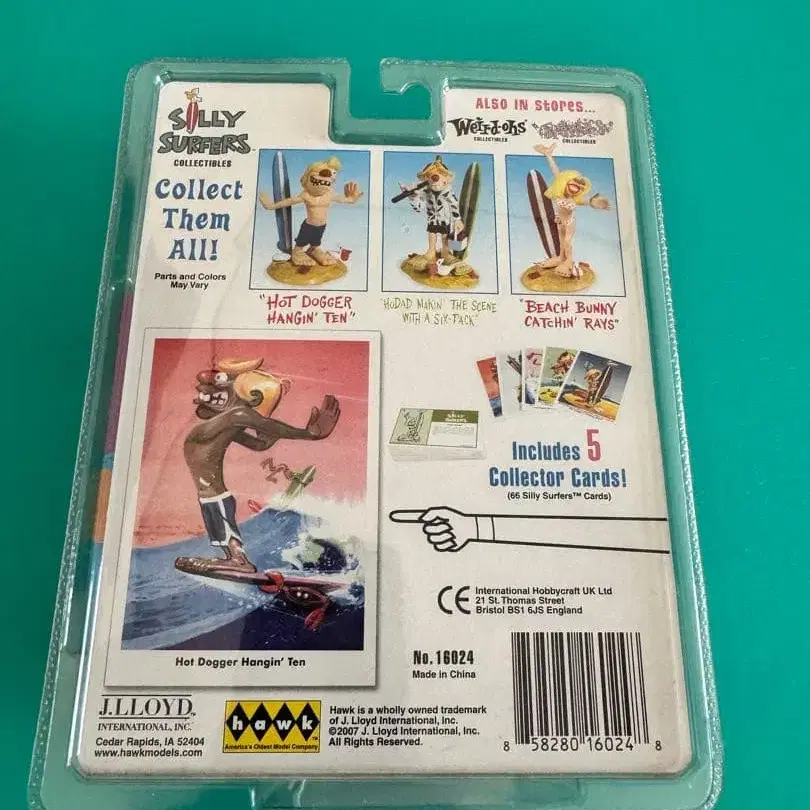 SILLY
SURFERS™
COLLECTIBLES
Collect
Them
All!
Parts and Colors
May Vary
ALSO IN STORES...
Weird-ohs
COLLECTIBLES
COLLECTIBLES
"HOT DOGGER
HANGIN' TEN"
"HODAD MAKIN' THE SCENE
WITH A SIX-PACK"
"BEACH BUNNY
CATCHIN' RAYS"
SILLY
SURFERS
Includes 5
Collector Cards!
(66 Silly Surfers™ Cards)
Hot Dogger Hangin' Ten
CE
International Hobbycraft UK Ltd
21 St. Thomas Street
Bristol BS1 6JS England
No. 16024
Made in China
J.LLOYD
INTERNATIONAL, INC.
Cedar Rapids, IA 52404
www.hawkmodels.com
hawk
America's Oldest Model Company
Hawk is a wholly owned trademark
of J. Lloyd International, Inc.
©2007 J. Lloyd International, Inc.
All Rights Reserved.
8 58280 16024 8